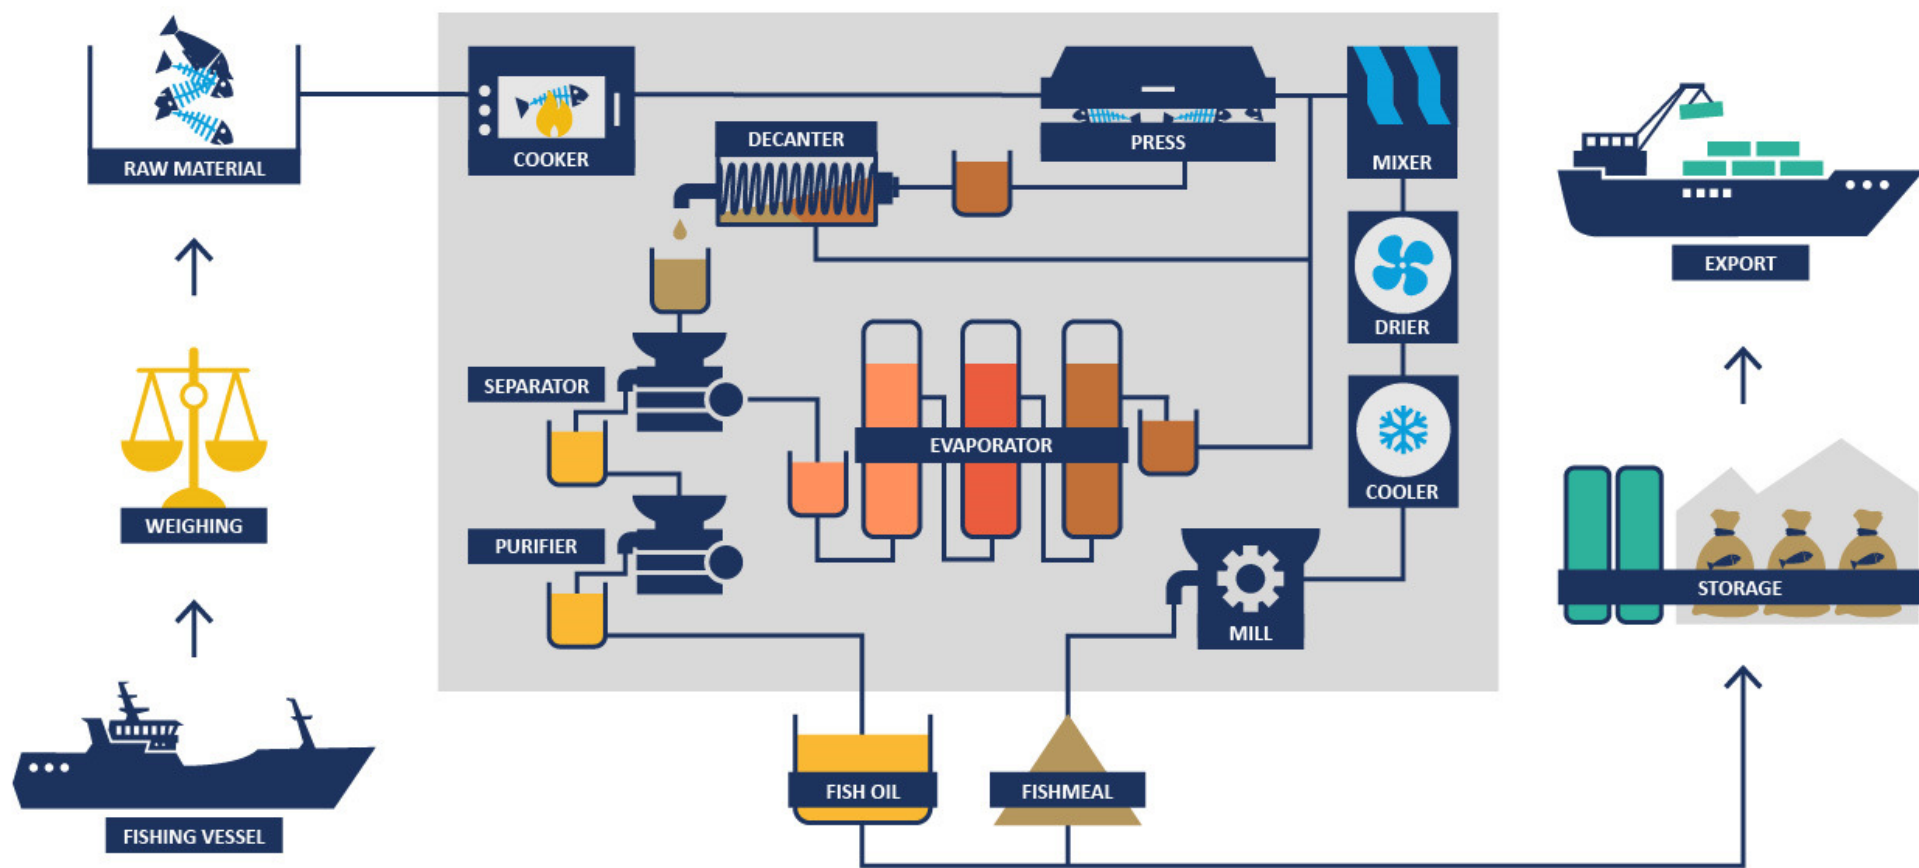 RAW MATERIAL
COOKER
DECANTER
PRESS
MIXER
EXPORT
DRIER
SEPARATOR
EVAPORATOR
COOLER
WEIGHING
PURIFIER
STORAGE
MILL
FISH OIL
FISHMEAL
FISHING VESSEL